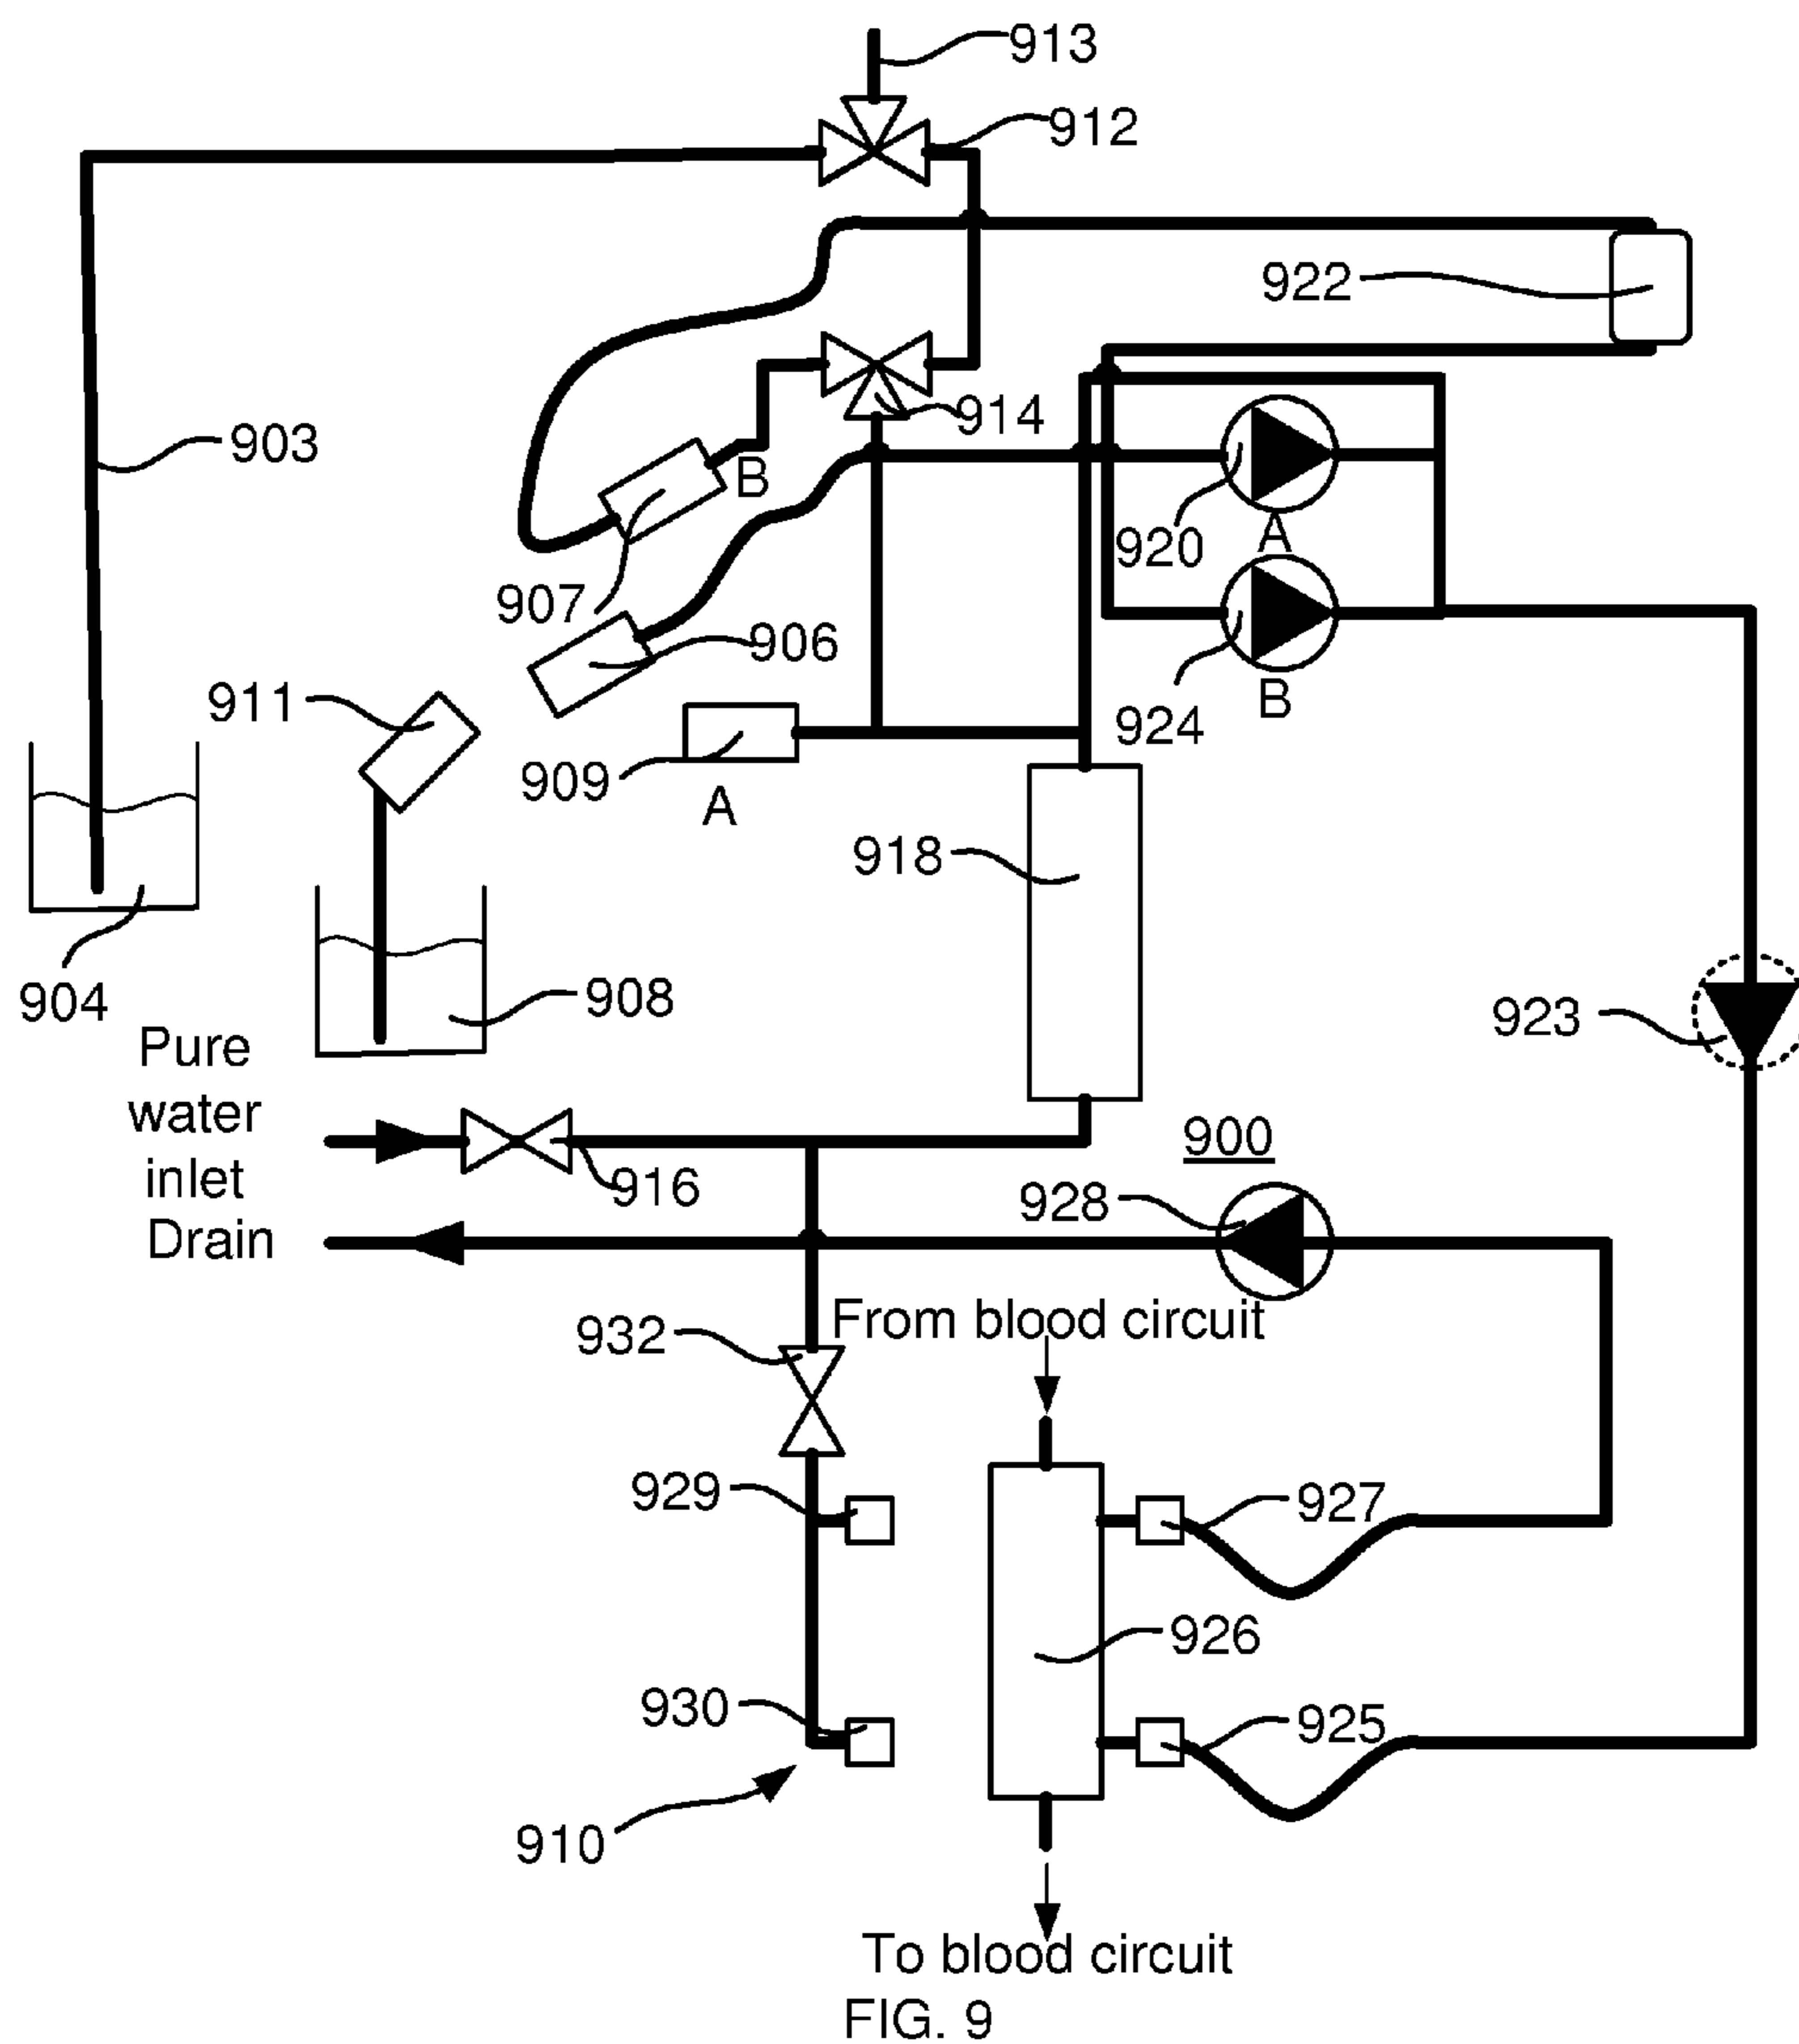 913
912
922
903
914
B
920
A
907
906
911
924
B
909
A
918
904
908
923
Pure
water
inlet
900
916
928
Drain
From blood circuit
932
929
927
926
930
925
910
To blood circuit
FIG. 9